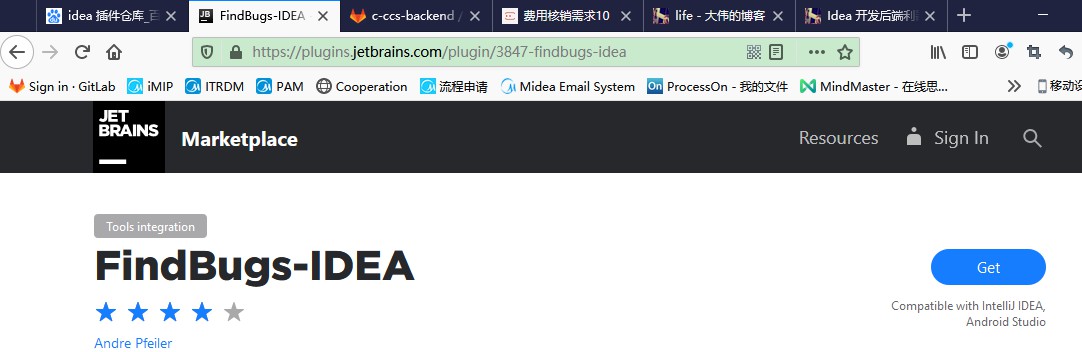 idea 插件仓库_百
FindBugs-IDEA
c-ccs-backend /
费用核销需求10
life - 大伟的博客
Idea 开发后端利
https://plugins.jetbrains.com/plugin/3847-findbugs-idea
Sign in · GitLab iMIP ITRDM PAM Cooperation 流程申请 Midea Email System ProcessOn - 我的文件 MindMaster - 在线思... 移动设
JET
BRAINS
Marketplace
Resources
Sign In
Tools integration
FindBugs-IDEA
Get
Compatible with IntelliJ IDEA,
Android Studio
Andre Pfeiler